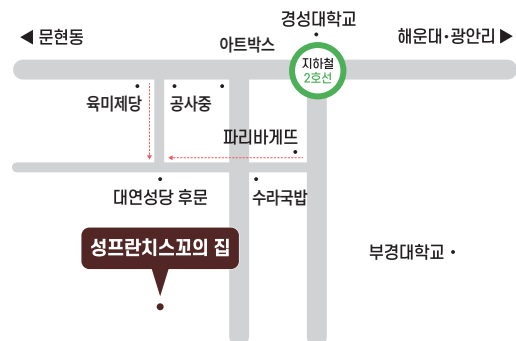 경성대학교
◀ 문현동
아트박스
해운대·광안리 ▶
지하철
2호선
육미제당
공사중
파리바게뜨
대연성당 후문
수라국밥
성프란치스꼬의 집
부경대학교